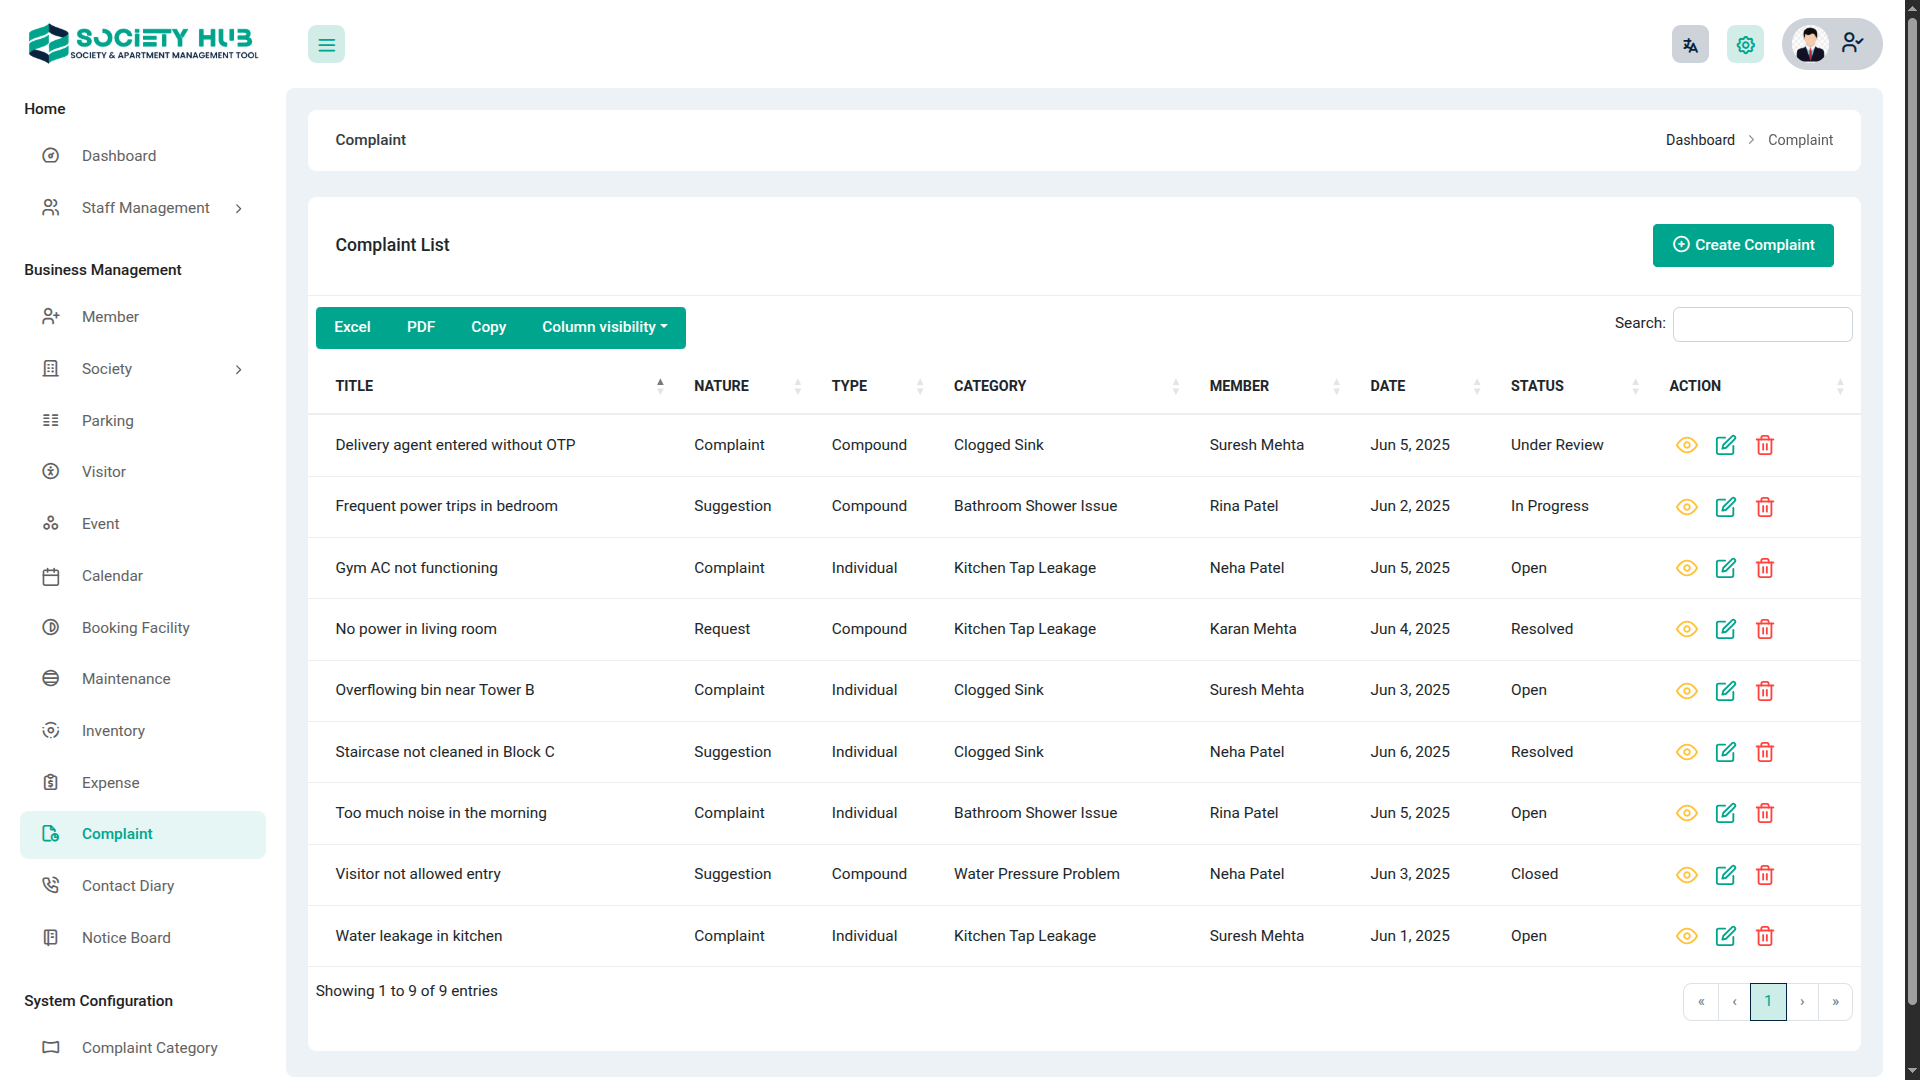 SOCIETY HUB
SOCIETY & APARTMENT MANAGEMENT TOOL
Home
Dashboard
Staff Management
Business Management
Member
Society
Parking
Visitor
Event
Calendar
Booking Facility
Maintenance
Inventory
Expense
Complaint
Contact Diary
Notice Board
System Configuration
Complaint Category
Complaint
Dashboard > Complaint
Complaint List
Create Complaint
Excel PDF Copy Column visibility
Search:
TITLE NATURE TYPE CATEGORY MEMBER DATE STATUS ACTION
Delivery agent entered without OTP Complaint Compound Clogged Sink Suresh Mehta Jun 5, 2025 Under Review
Frequent power trips in bedroom Suggestion Compound Bathroom Shower Issue Rina Patel Jun 2, 2025 In Progress
Gym AC not functioning Complaint Individual Kitchen Tap Leakage Neha Patel Jun 5, 2025 Open
No power in living room Request Compound Kitchen Tap Leakage Karan Mehta Jun 4, 2025 Resolved
Overflowing bin near Tower B Complaint Individual Clogged Sink Suresh Mehta Jun 3, 2025 Open
Staircase not cleaned in Block C Suggestion Individual Clogged Sink Neha Patel Jun 6, 2025 Resolved
Too much noise in the morning Complaint Individual Bathroom Shower Issue Rina Patel Jun 5, 2025 Open
Visitor not allowed entry Suggestion Compound Water Pressure Problem Neha Patel Jun 3, 2025 Closed
Water leakage in kitchen Complaint Individual Kitchen Tap Leakage Suresh Mehta Jun 1, 2025 Open
Showing 1 to 9 of 9 entries
« ‹ 1 › »